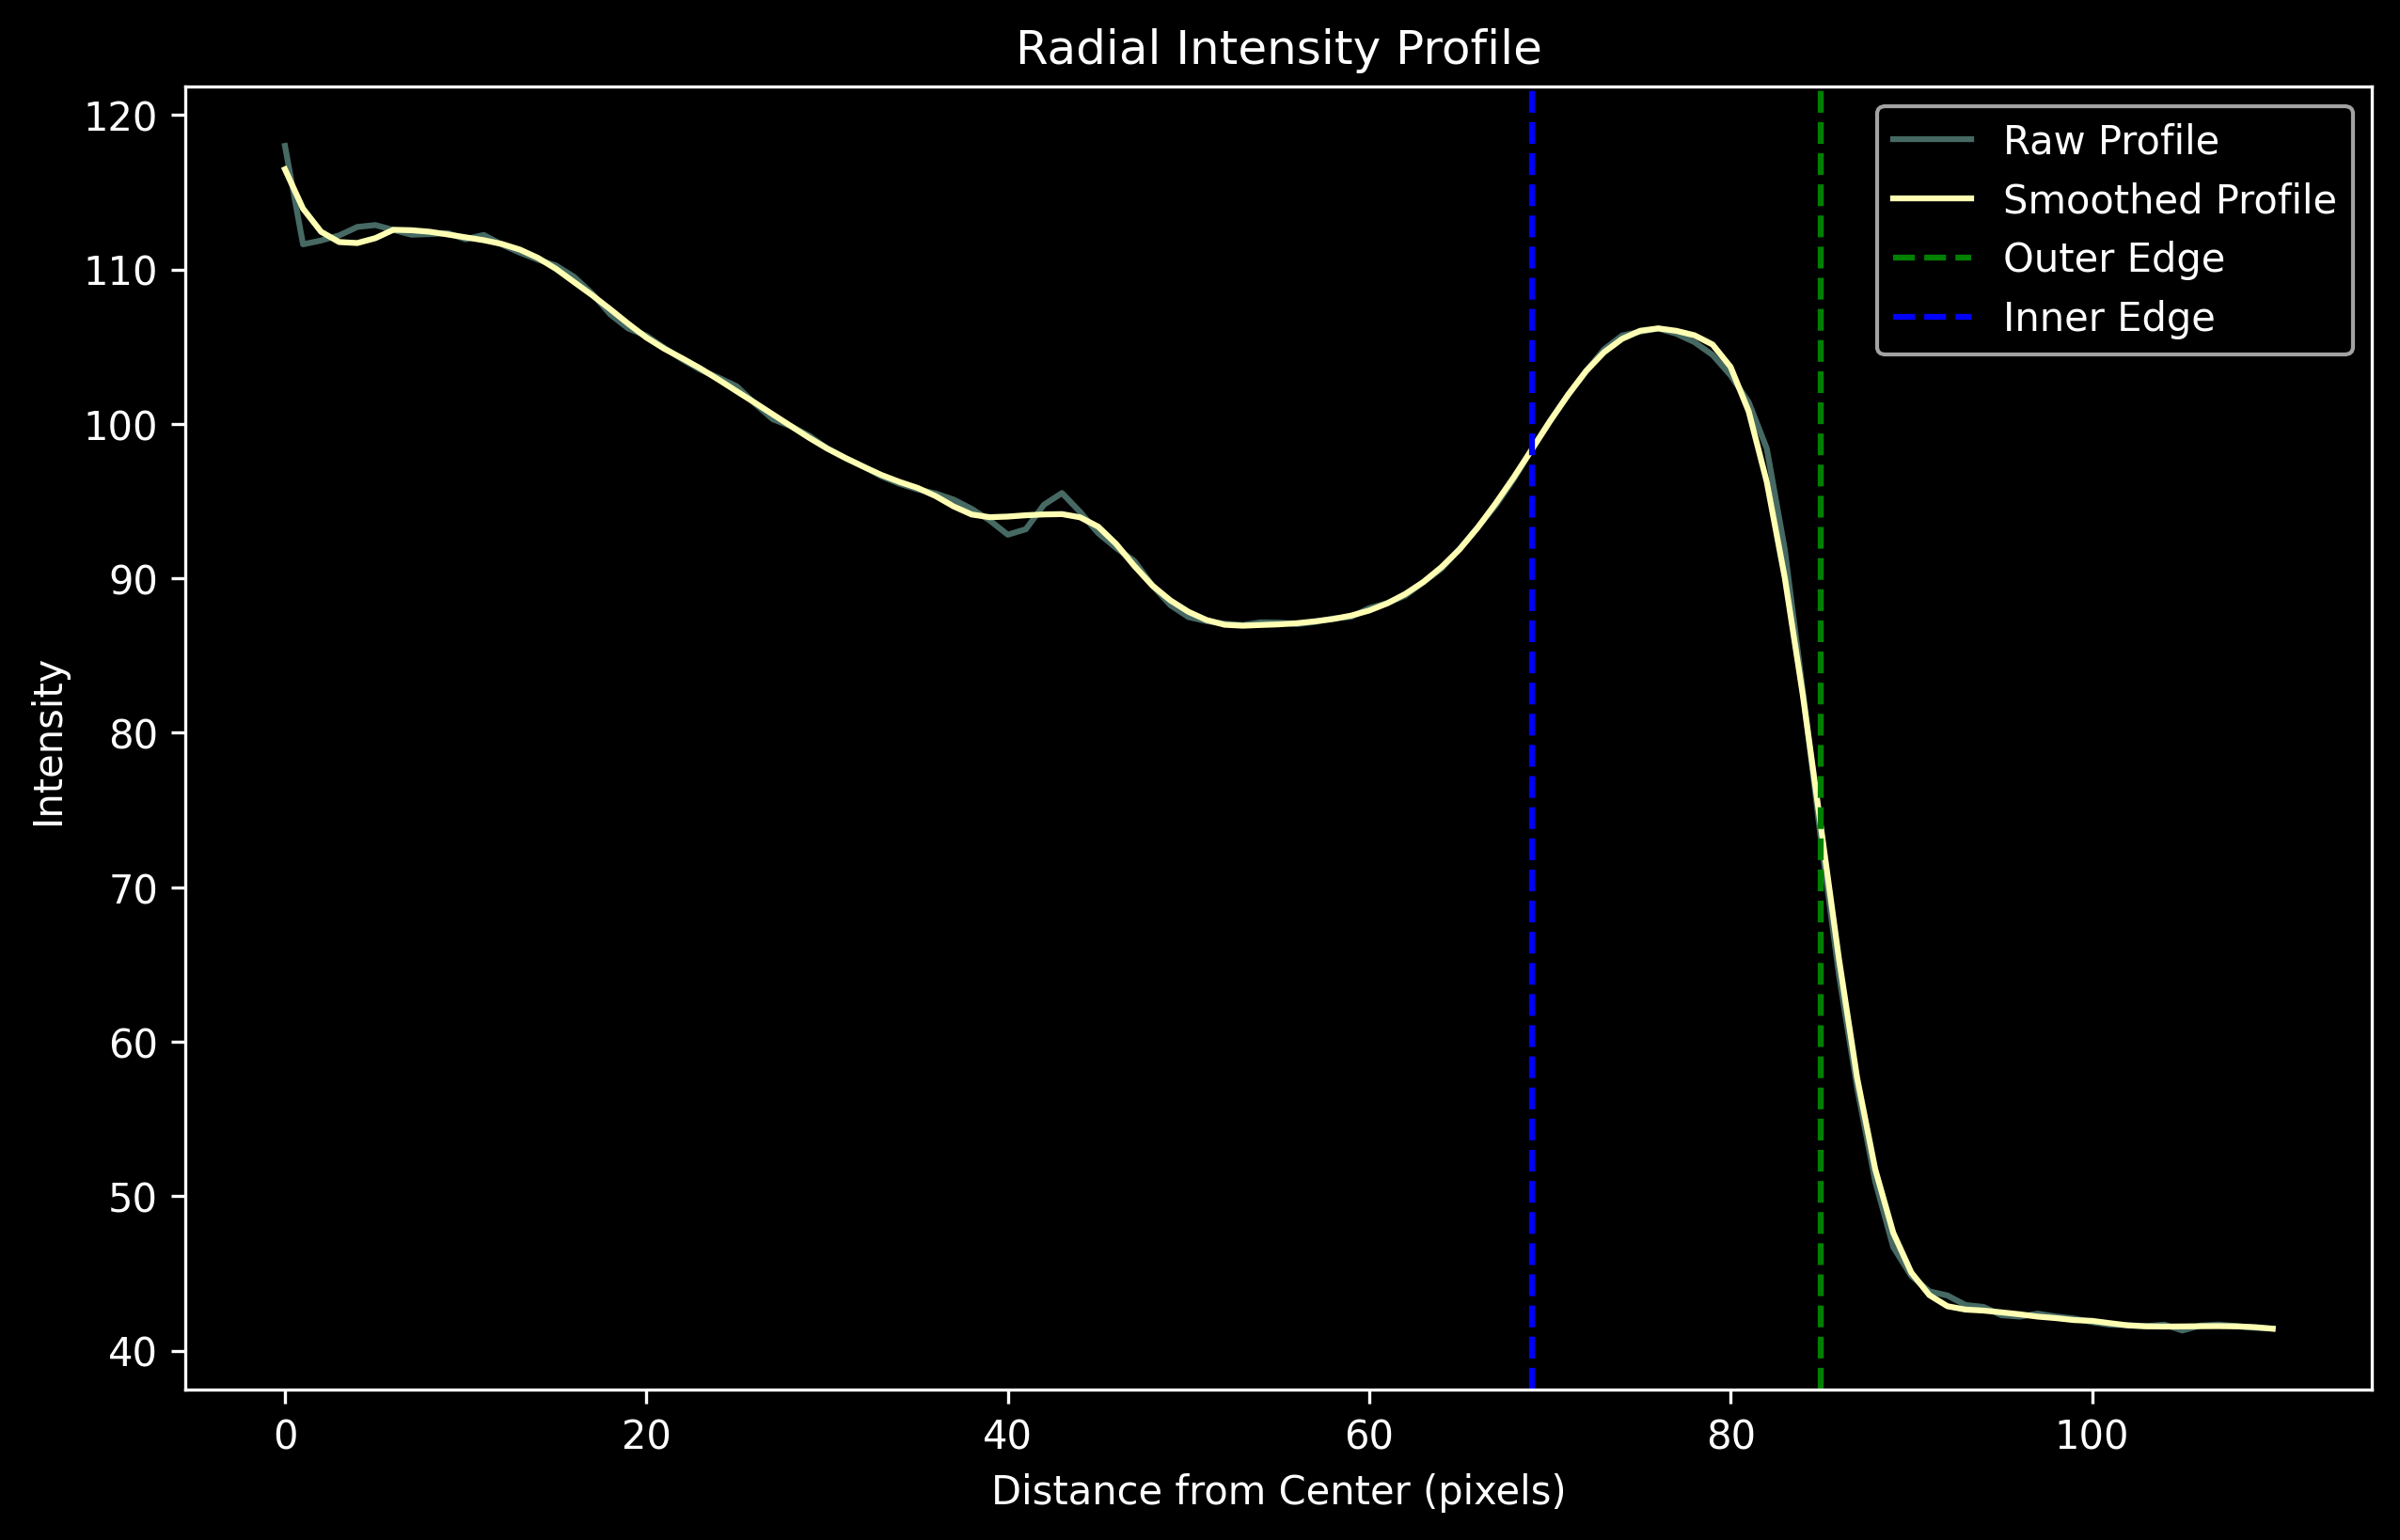 Radial Intensity Profile
120
110
100
90
80
70
60
50
40
Intensity
Raw Profile
Smoothed Profile
Outer Edge
Inner Edge
0 20 40 60 80 100
Distance from Center (pixels)